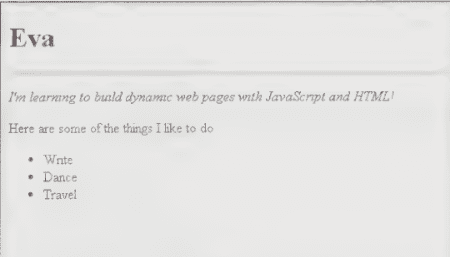 Eva
I'm learning to build dynamic web pages with JavaScript and HTML!
Here are some of the things I like to do
Write
Dance
Travel